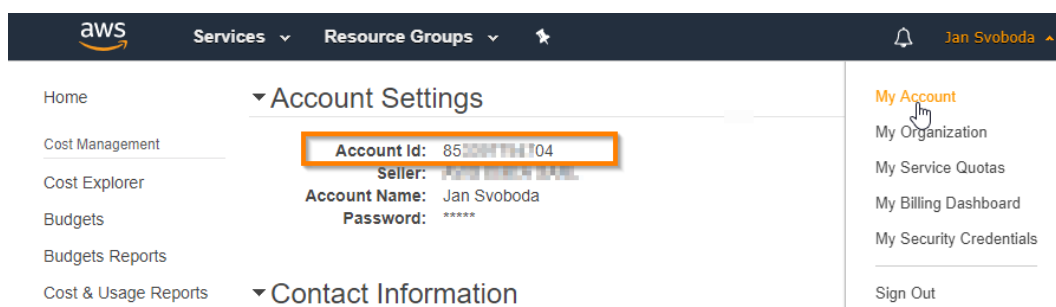 aws Services Resource Groups Jan Svoboda
Home
Cost Management
Cost Explorer
Budgets
Budgets Reports
Cost & Usage Reports
Account Settings
Account Id: 85 04
Seller:
Account Name: Jan Svoboda
Password: *****
Contact Information
My Account
My Organization
My Service Quotas
My Billing Dashboard
My Security Credentials
Sign Out